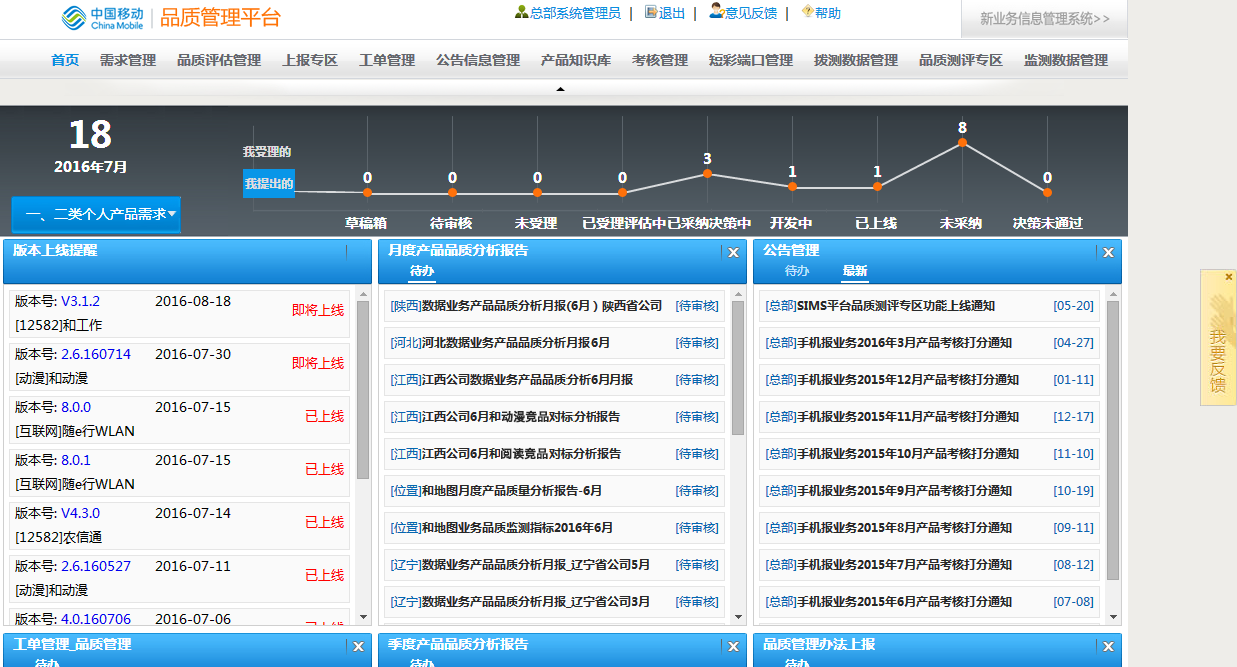 中国移动 China Mobile 品质管理平台
总部系统管理员 | 退出 | 意见反馈 | 帮助
新业务信息管理系统>>
首页 需求管理 品质评估管理 上报专区 工单管理 公告信息管理 产品知识库 考核管理 短彩端口管理 拨测数据管理 品质测评专区 监测数据管理
18
2016年7月
一、二类个人产品需求
我受理的
我提出的
0 0 0 0 3 1 1 8 0
草稿箱 待审核 未受理 已受理评估中 已采纳决策中 开发中 已上线 未采纳 决策未通过
版本上线提醒
版本号: V3.1.2 2016-08-18 即将上线
[12582]和工作
版本号: 2.6.160714 2016-07-30 即将上线
[动漫]和动漫
版本号: 8.0.0 2016-07-15 已上线
[互联网]随e行WLAN
版本号: 8.0.1 2016-07-15 已上线
[互联网]随e行WLAN
版本号: V4.3.0 2016-07-14 已上线
[12582]农信通
版本号: 2.6.160527 2016-07-11 已上线
[动漫]和动漫
版本号: 4.0.160706 2016-07-06 已上线
月度产品品质分析报告
待办
[陕西]数据业务产品品质分析月报(6月）陕西省公司 [待审核]
[河北]河北数据业务产品品质分析月报6月 [待审核]
[江西]江西公司数据业务产品品质分析6月月报 [待审核]
[江西]江西公司6月和动漫竞品对标分析报告 [待审核]
[江西]江西公司6月和阅读竞品对标分析报告 [待审核]
[位置]和地图月度产品质量分析报告-6月 [待审核]
[位置]和地图业务品质监测指标2016年6月 [待审核]
[辽宁]数据业务产品品质分析月报_辽宁省公司5月 [待审核]
[辽宁]数据业务产品品质分析月报_辽宁省公司3月 [待审核]
公告管理
待办 最新
[总部]SIMS平台品质测评专区功能上线通知 [05-20]
[总部]手机报业务2016年3月产品考核打分通知 [04-27]
[总部]手机报业务2015年12月产品考核打分通知 [01-11]
[总部]手机报业务2015年11月产品考核打分通知 [12-17]
[总部]手机报业务2015年10月产品考核打分通知 [11-10]
[总部]手机报业务2015年9月产品考核打分通知 [10-19]
[总部]手机报业务2015年8月产品考核打分通知 [09-11]
[总部]手机报业务2015年7月产品考核打分通知 [08-12]
[总部]手机报业务2015年6月产品考核打分通知 [07-08]
我要反馈
工单管理_品质管理
待办
季度产品品质分析报告
待办
品质管理办法上报
待办